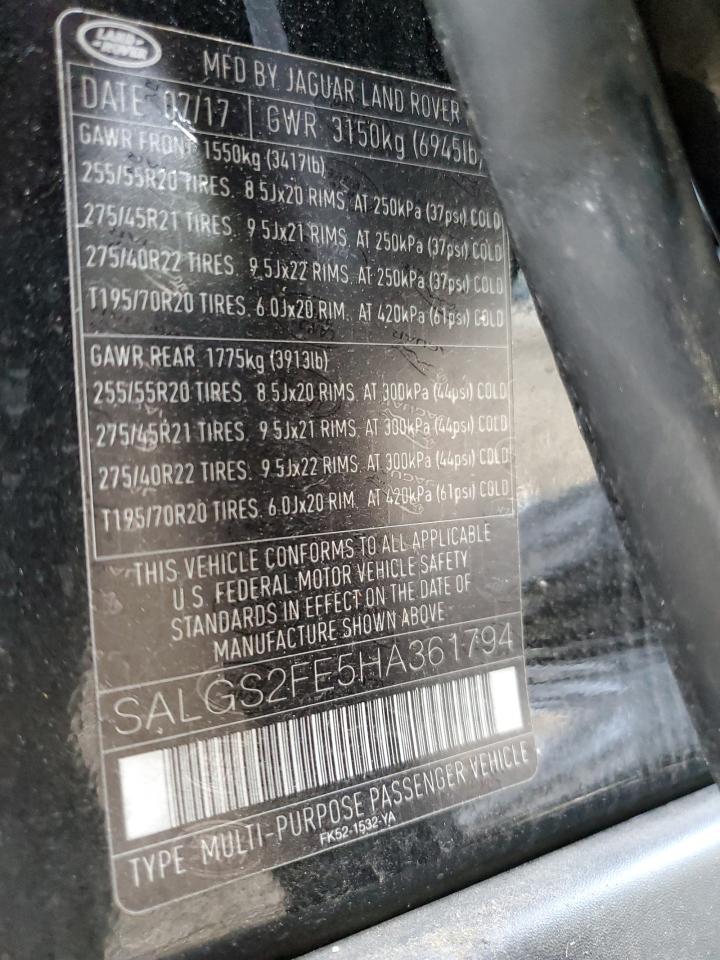 LAND ROVER
MFD BY JAGUAR LAND ROVER
DATE 07/17 GWR 3150kg (6945lb)
GAWR FRONT 1550kg (3417lb)
255/55R20 TIRES. 8.5Jx20 RIMS. AT 250kPa (37psi) COLD
275/45R21 TIRES. 9.5Jx21 RIMS. AT 250kPa (37psi) COLD
275/40R22 TIRES. 9.5Jx22 RIMS. AT 250kPa (37psi) COLD
T195/70R20 TIRES. 6.0Jx20 RIM. AT 420kPa (61psi) COLD
GAWR REAR 1775kg (3913lb)
255/55R20 TIRES. 8.5Jx20 RIMS. AT 300kPa (44psi) COLD
275/45R21 TIRES. 9.5Jx21 RIMS. AT 300kPa (44psi) COLD
275/40R22 TIRES. 9.5Jx22 RIMS. AT 300kPa (44psi) COLD
T195/70R20 TIRES. 6.0Jx20 RIM. AT 420kPa (61psi) COLD
THIS VEHICLE CONFORMS TO ALL APPLICABLE
U.S. FEDERAL MOTOR VEHICLE SAFETY
STANDARDS IN EFFECT ON THE DATE OF
MANUFACTURE SHOWN ABOVE
SALGS2FE5HA361794
TYPE MULTI-PURPOSE PASSENGER VEHICLE
FK52-1532-YA